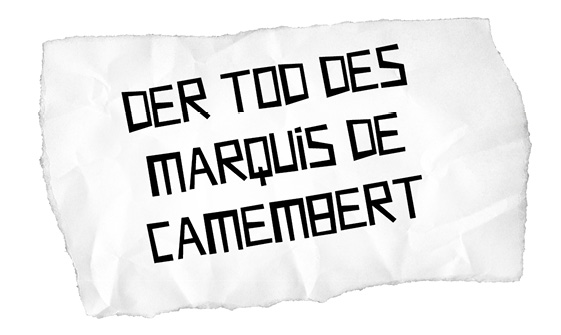 DER TOD DES
MARQUiS DE
CAMEMBERT